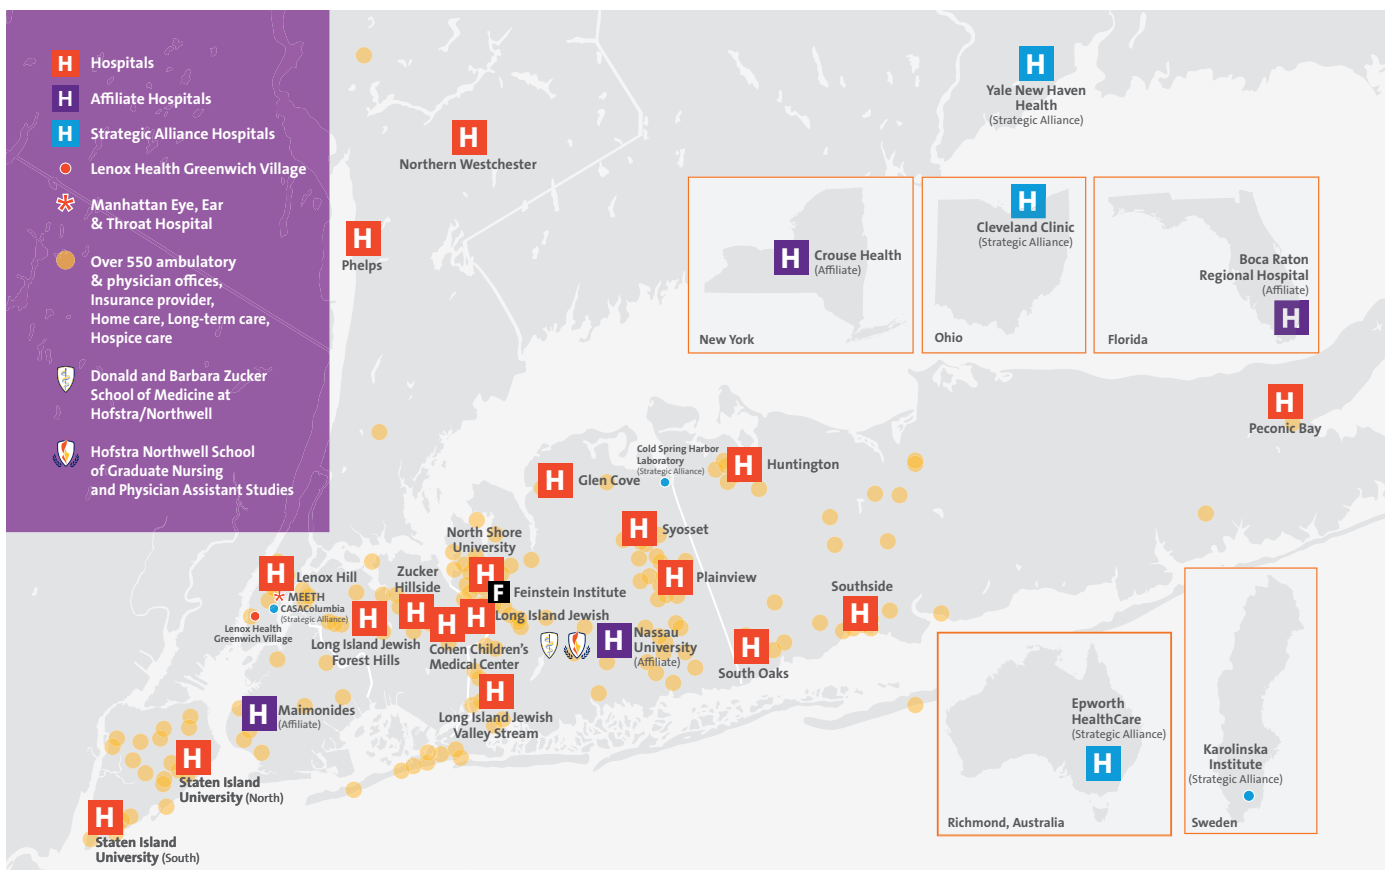 H Hospitals
H Affiliate Hospitals
H Strategic Alliance Hospitals
Lenox Health Greenwich Village
Manhattan Eye, Ear
& Throat Hospital
Over 550 ambulatory
& physician offices,
Insurance provider,
Home care, Long-term care,
Hospice care
Donald and Barbara Zucker
School of Medicine at
Hofstra/Northwell
Hofstra Northwell School
of Graduate Nursing
and Physician Assistant Studies
H
Yale New Haven
Health
(Strategic Alliance)
H
Northern Westchester
H
Phelps
H Crouse Health
(Affiliate)
New York
H
Cleveland Clinic
(Strategic Alliance)
Ohio
Boca Raton
Regional Hospital
(Affiliate)
H
Florida
H
Peconic Bay
Cold Spring Harbor
Laboratory
(Strategic Alliance)
H Huntington
H Glen Cove
H Syosset
North Shore
University
H
F Feinstein Institute
H Plainview
H Lenox Hill
MEETH
CASAColumbia
(Strategic Alliance)
Lenox Health
Greenwich Village
Zucker
Hillside
H
H
Long Island Jewish
Forest Hills
H Long Island Jewish
H
Cohen Children's
Medical Center
H Nassau
University
(Affiliate)
Southside
H
H
South Oaks
H
Long Island Jewish
Valley Stream
H Maimonides
(Affiliate)
H
Staten Island
University (North)
H
Staten Island
University (South)
Epworth
HealthCare
(Strategic Alliance)
H
Richmond, Australia
Karolinska
Institute
(Strategic Alliance)
Sweden